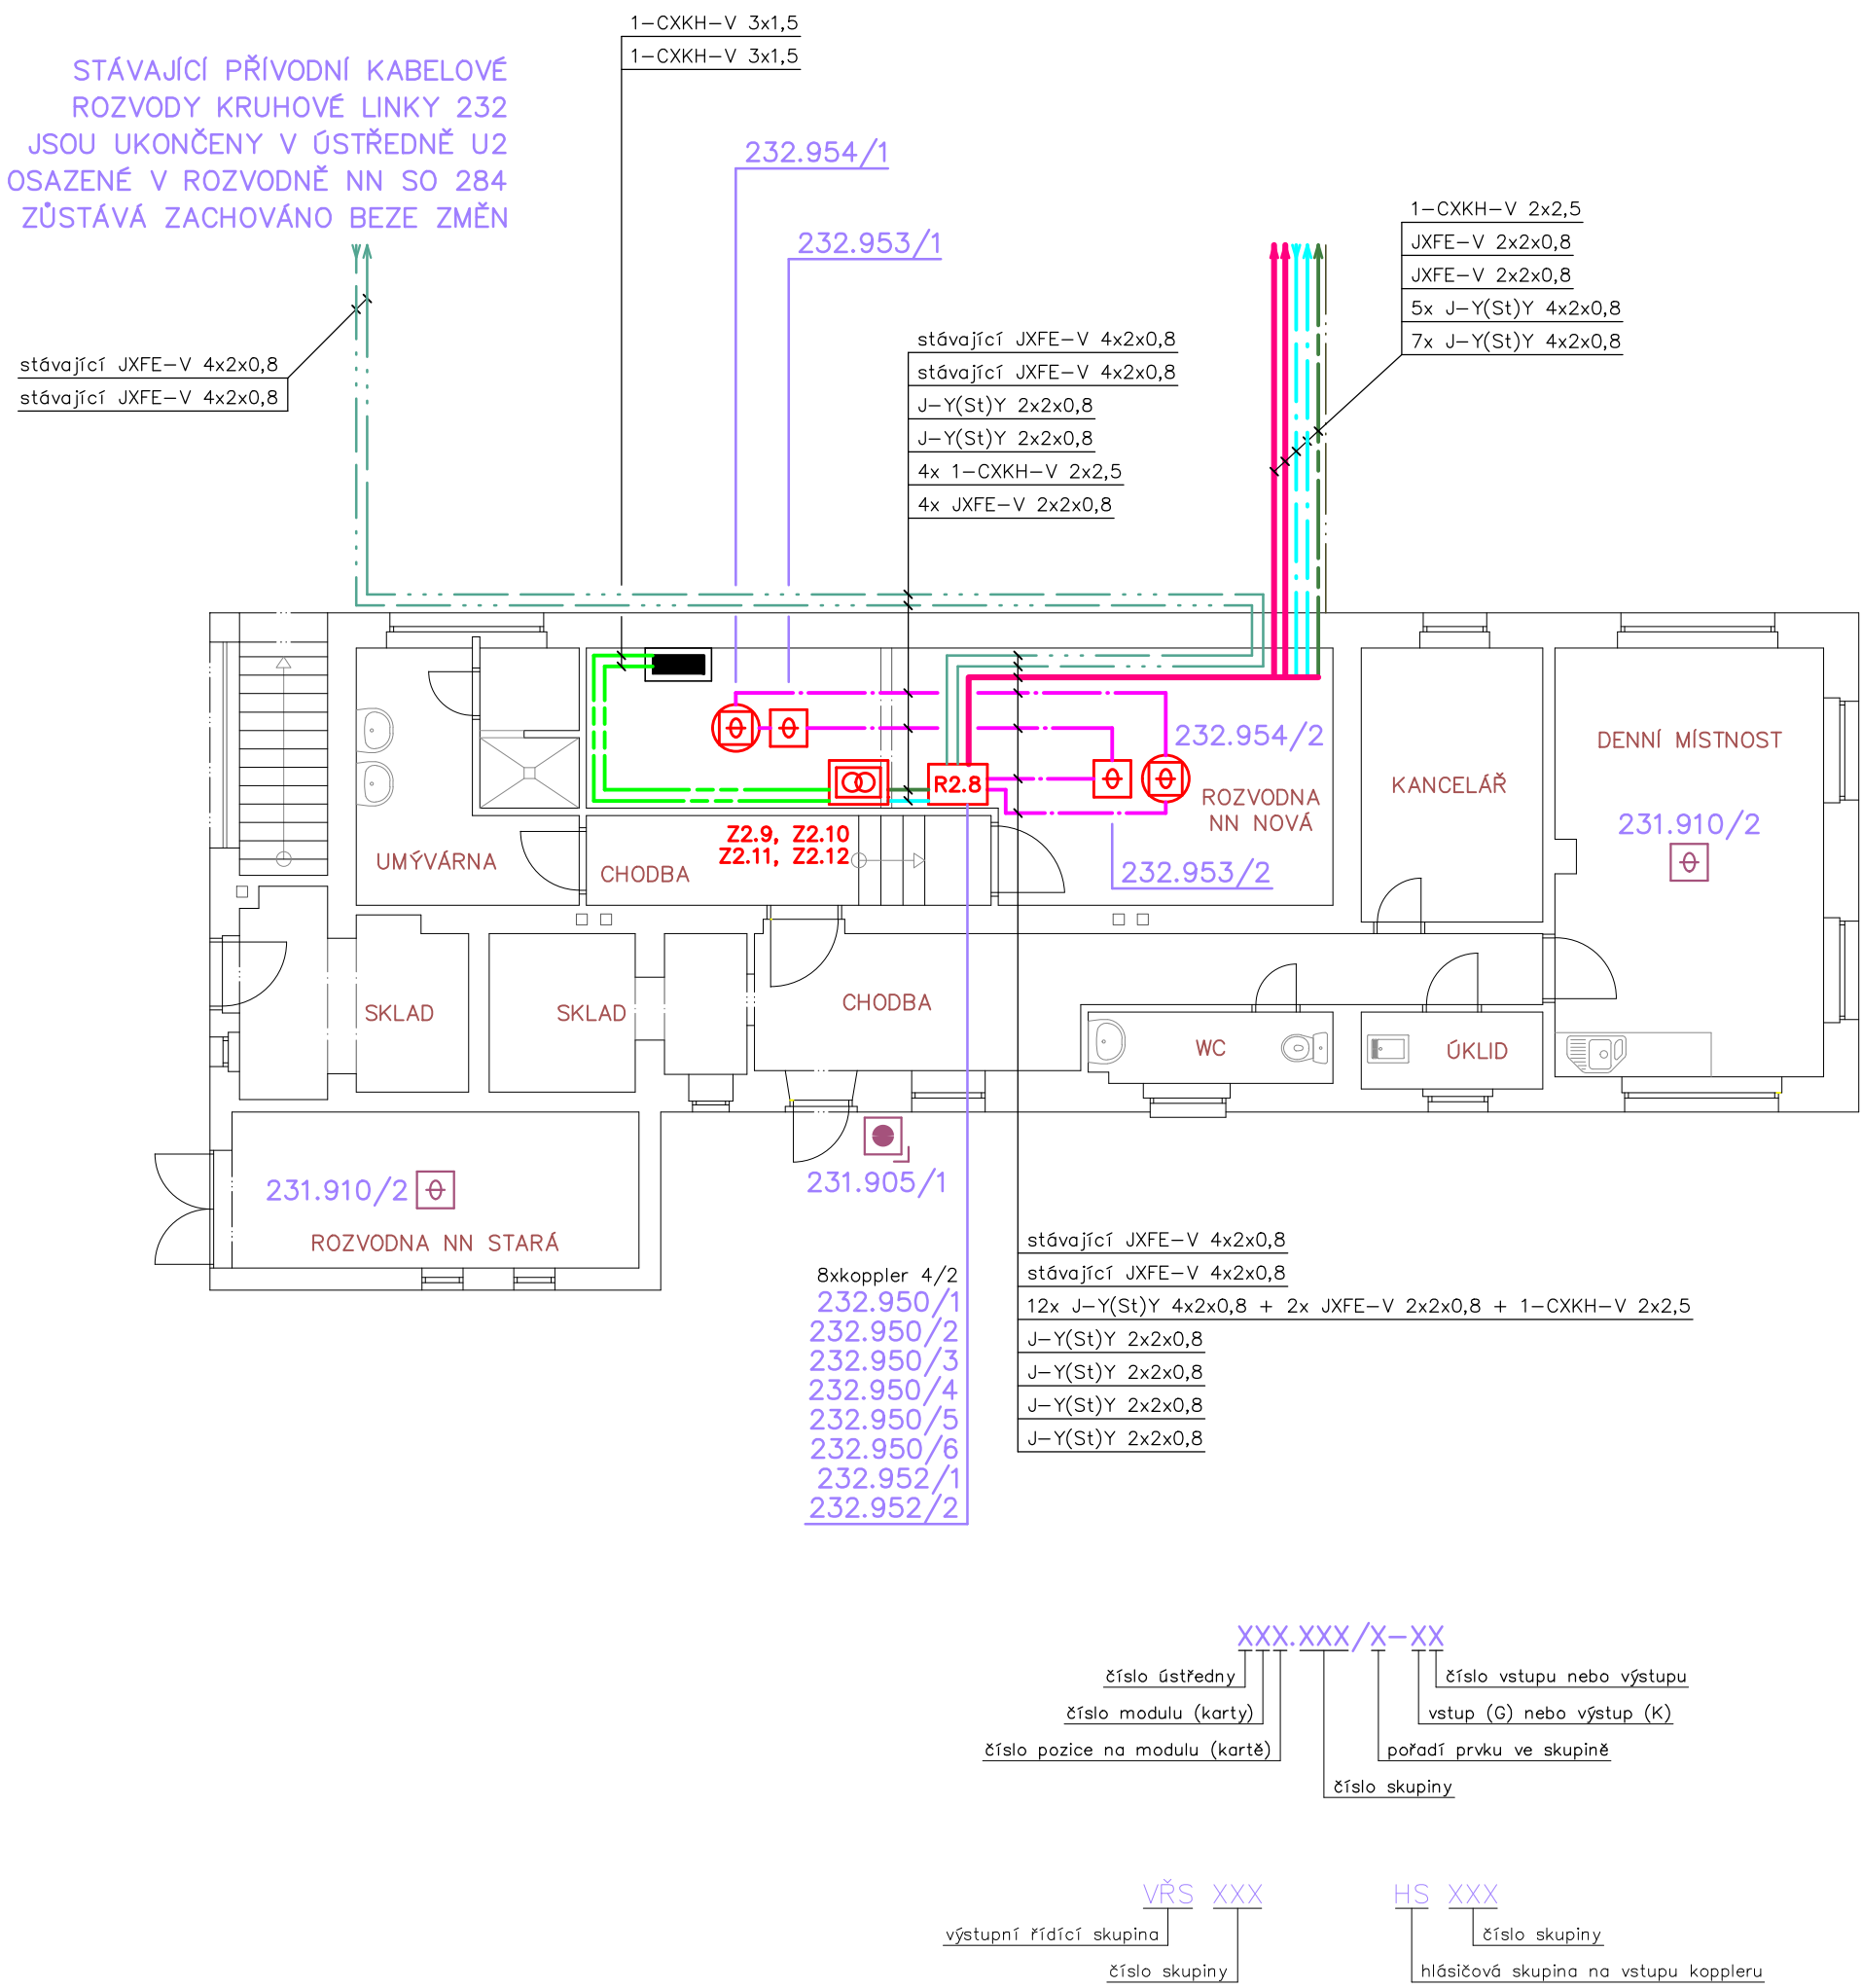 1-CXKH-V 3x1,5
1-CXKH-V 3x1,5
STÁVAJÍCÍ PŘÍVODNÍ KABELOVÉ
ROZVODY KRUHOVÉ LINKY 232
JSOU UKONČENY V ÚSTŘEDNĚ U2
OSAZENÉ V ROZVODNĚ NN SO 284
ZŮSTÁVÁ ZACHOVÁNO BEZE ZMĚN
232.954/1
232.953/1
1-CXKH-V 2x2,5
JXFE-V 2x2x0,8
JXFE-V 2x2x0,8
5x J-Y(St)Y 4x2x0,8
7x J-Y(St)Y 4x2x0,8
stávající JXFE-V 4x2x0,8
stávající JXFE-V 4x2x0,8
stávající JXFE-V 4x2x0,8
stávající JXFE-V 4x2x0,8
J-Y(St)Y 2x2x0,8
J-Y(St)Y 2x2x0,8
4x 1-CXKH-V 2x2,5
4x JXFE-V 2x2x0,8
232.954/2
DENNÍ MÍSTNOST
KANCELÁŘ
R2.8
ROZVODNA
NN NOVÁ
231.910/2
Z2.9, Z2.10
Z2.11, Z2.12
UMÝVÁRNA
CHODBA
232.953/2
SKLAD
SKLAD
CHODBA
WC
ÚKLID
231.905/1
231.910/2
ROZVODNA NN STARÁ
8xkoppler 4/2
232.950/1
232.950/2
232.950/3
232.950/4
232.950/5
232.950/6
232.952/1
232.952/2
stávající JXFE-V 4x2x0,8
stávající JXFE-V 4x2x0,8
12x J-Y(St)Y 4x2x0,8 + 2x JXFE-V 2x2x0,8 + 1-CXKH-V 2x2,5
J-Y(St)Y 2x2x0,8
J-Y(St)Y 2x2x0,8
J-Y(St)Y 2x2x0,8
J-Y(St)Y 2x2x0,8
XXX.XXX/X-XX
číslo ústředny
číslo vstupu nebo výstupu
číslo modulu (karty)
vstup (G) nebo výstup (K)
číslo pozice na modulu (kartě)
pořadí prvku ve skupině
číslo skupiny
VŘS XXX
HS XXX
výstupní řídící skupina
číslo skupiny
číslo skupiny
hlásičová skupina na vstupu koppleru